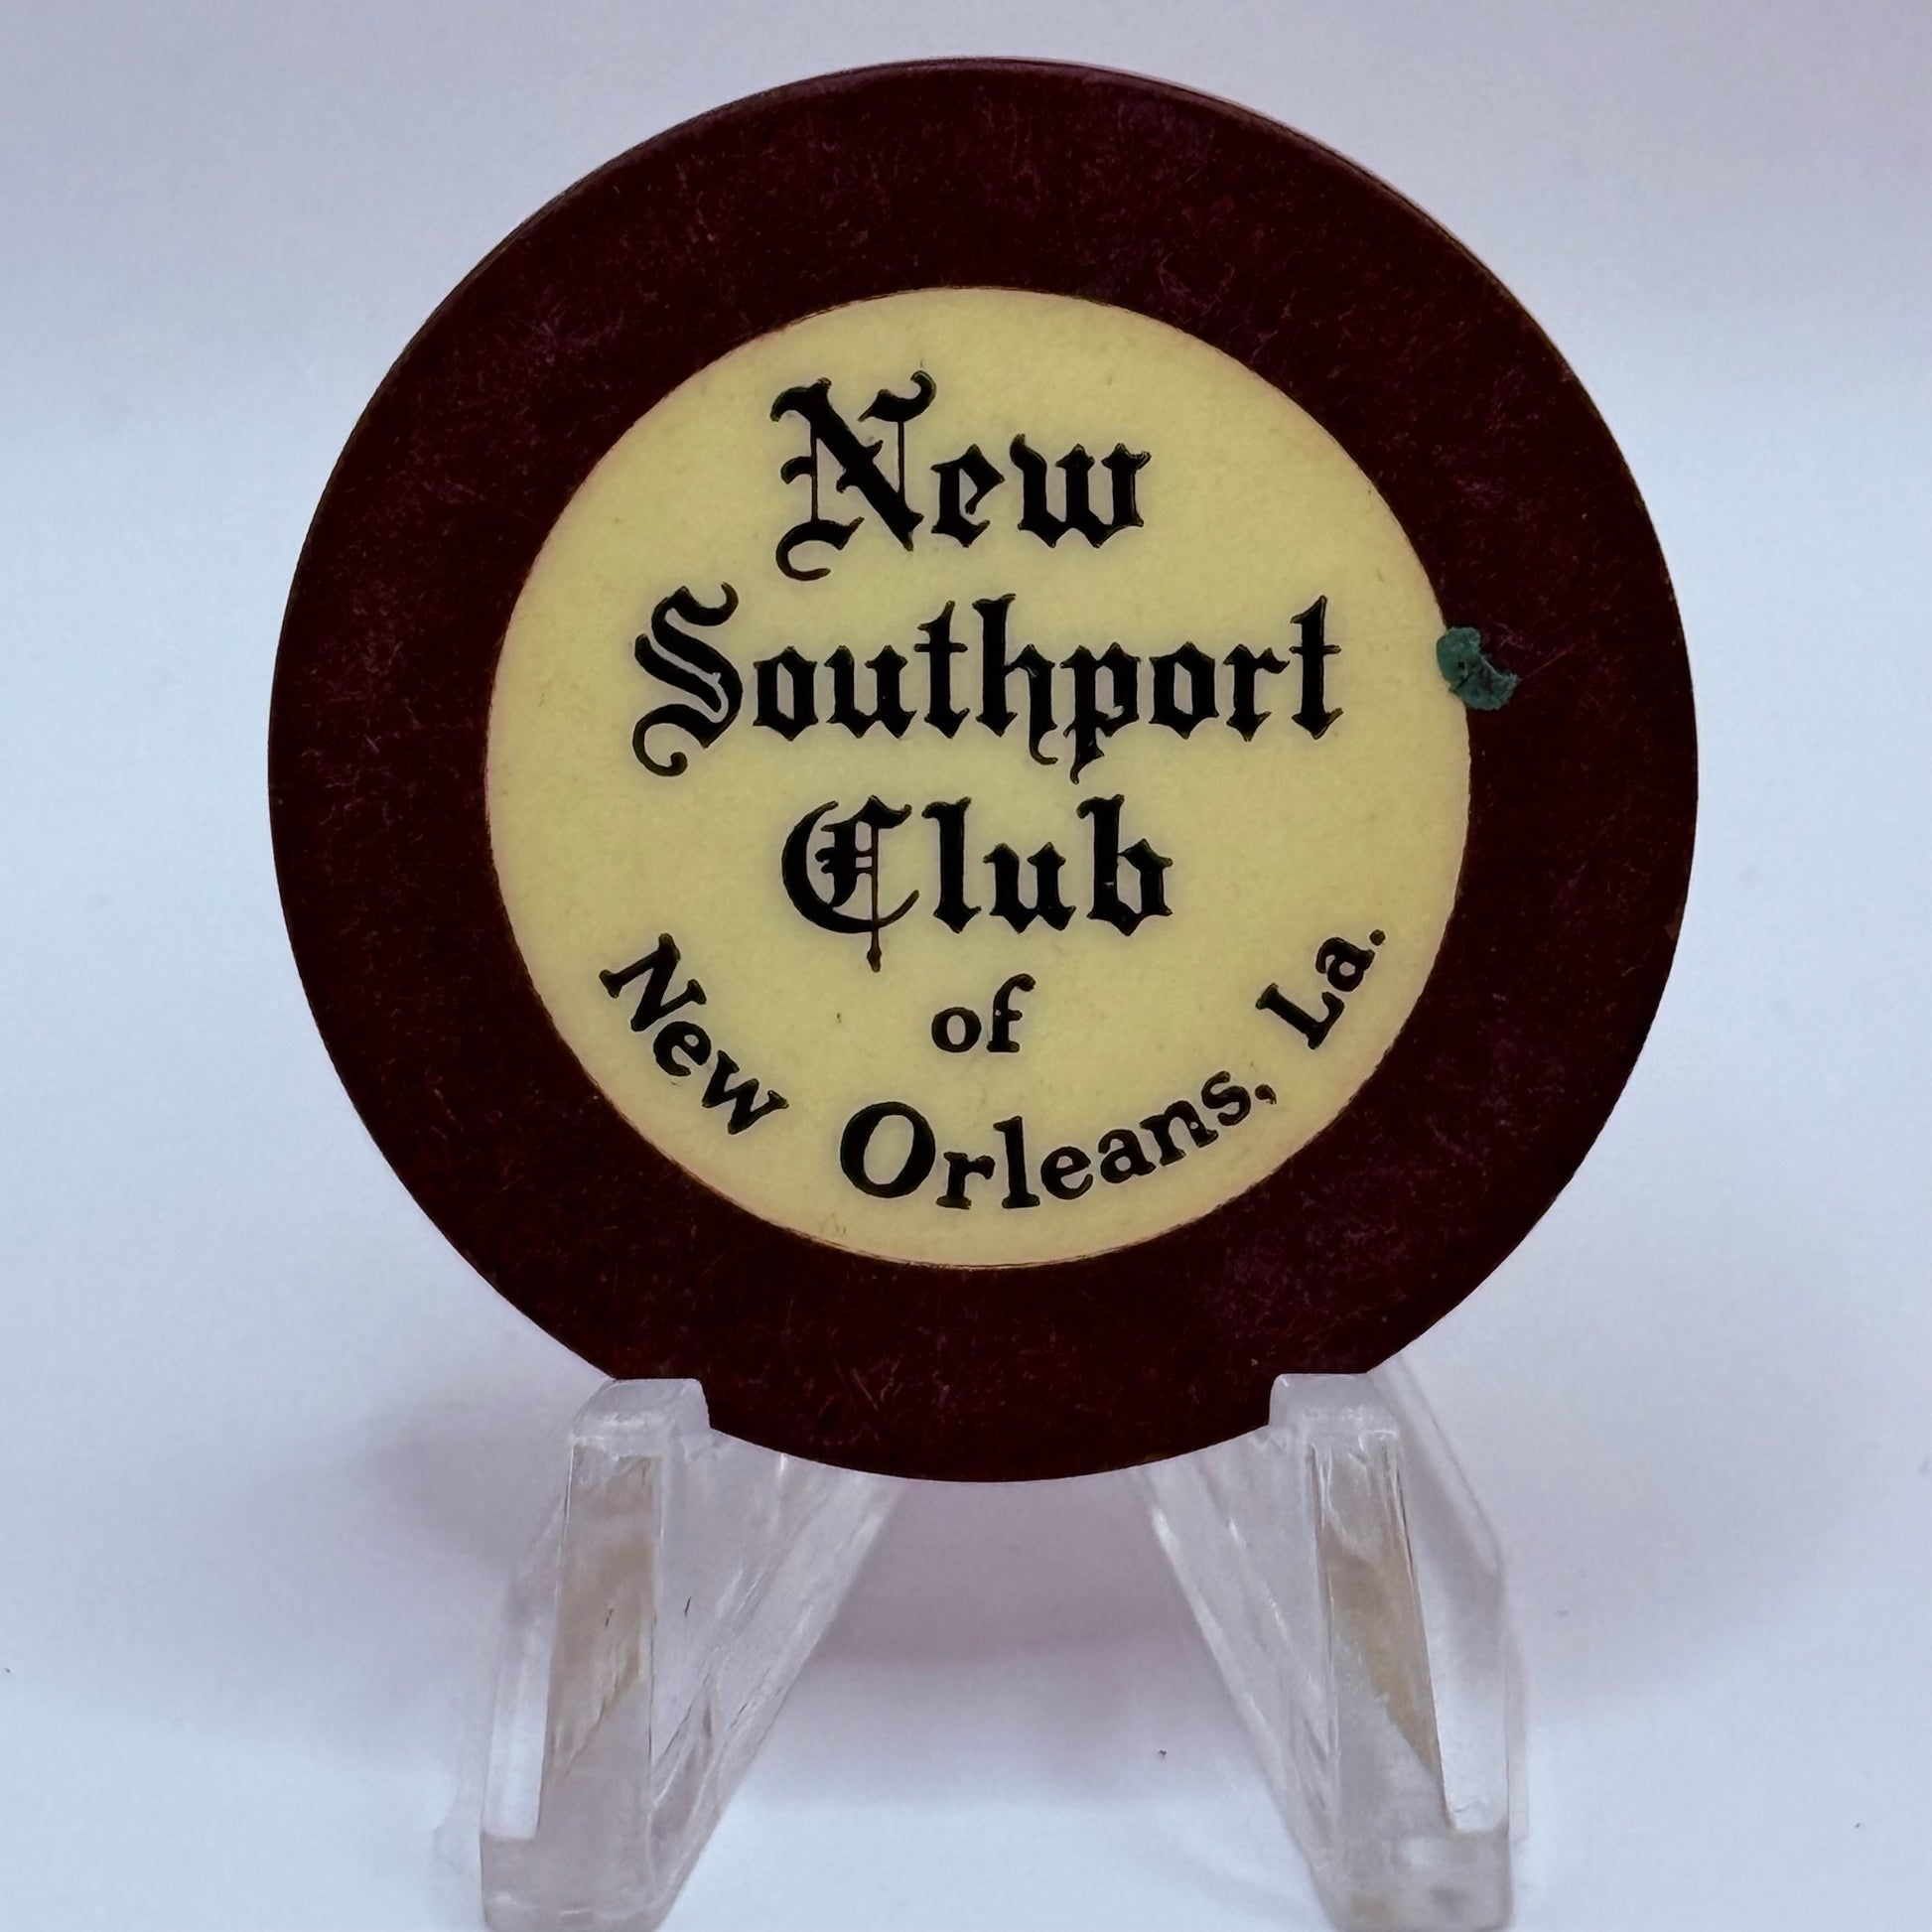 New
Southport
Club
of
New Orleans, La.